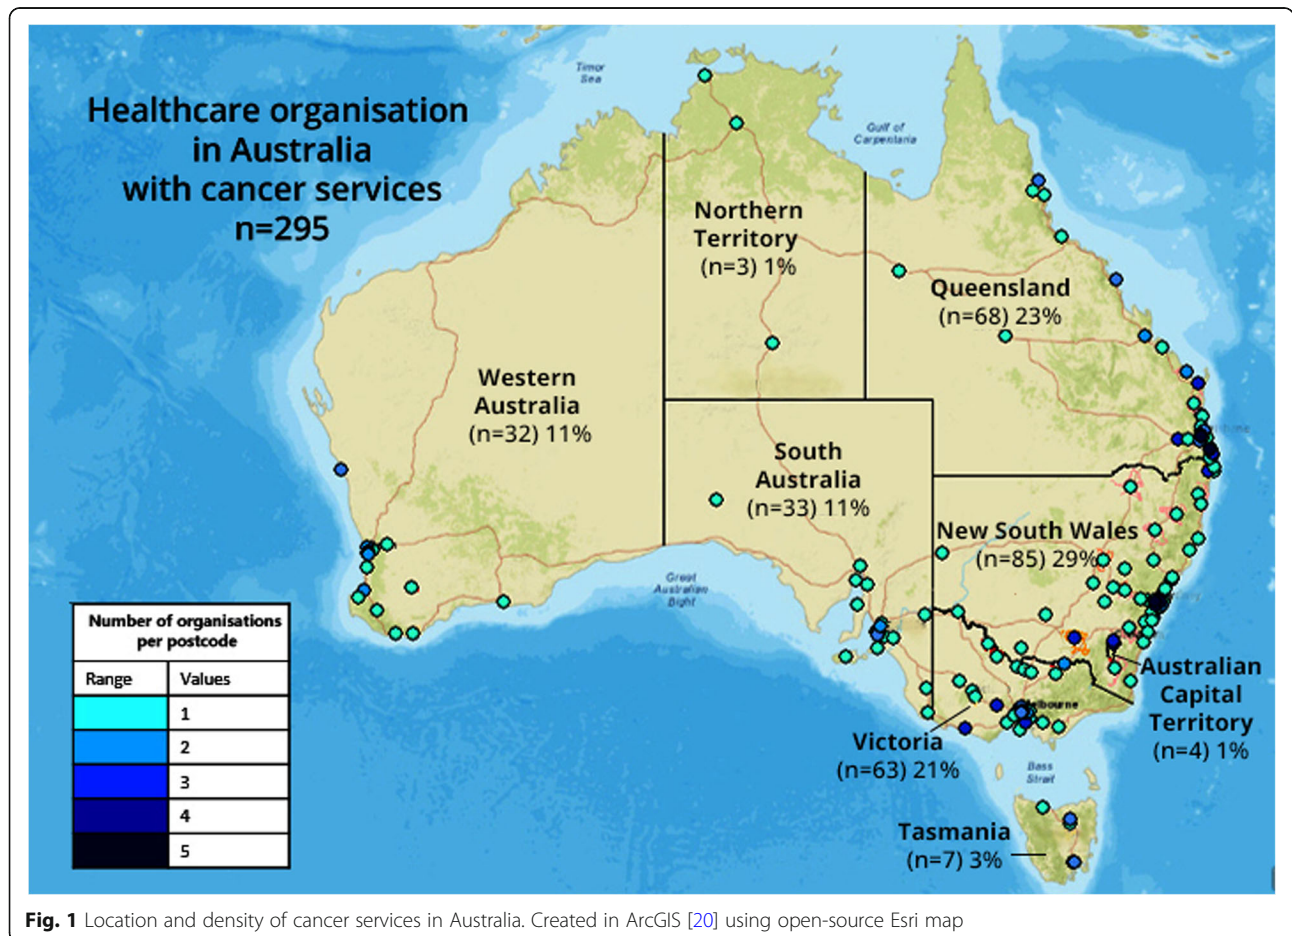 Healthcare organisation
in Australia
with cancer services
n=295
Timor
Sea
Gulf of
Carpentaria
Northern
Territory
(n=3) 1%
Queensland
(n=68) 23%
Western
Australia
(n=32) 11%
South
Australia
(n=33) 11%
New South Wales
(n=85) 29%
Great
Australian
Bight
Australian
Capital
Territory
(n=4) 1%
Melbourne
Victoria
(n=63) 21%
Bass
Strait
Tasmania
(n=7) 3%
Number of organisations
per postcode
Range Values
1
2
3
4
5
Fig. 1 Location and density of cancer services in Australia. Created in ArcGIS [20] using open-source Esri map